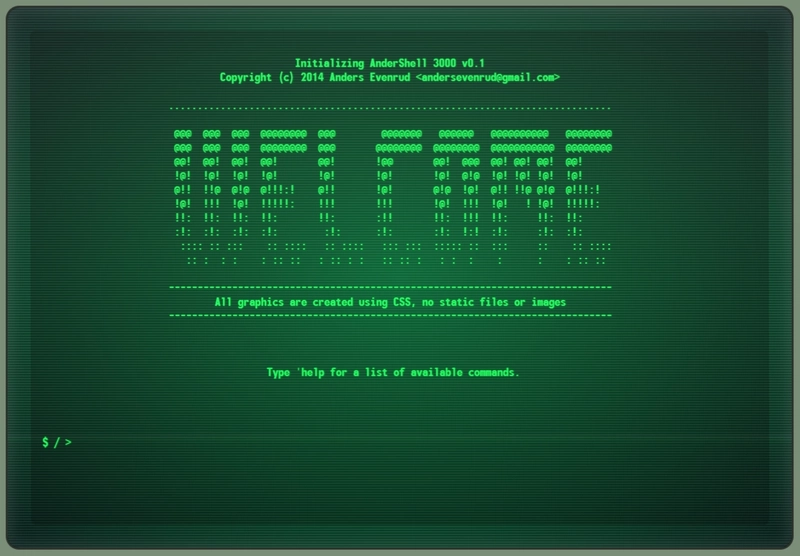 Initializing AnderShell 3000 v0.1
Copyright (c) 2014 Anders Evenrud <andersevenrud@gmail.com>
WELCOME
All graphics are created using CSS, no static files or images
Type 'help for a list of available commands.
$ / >